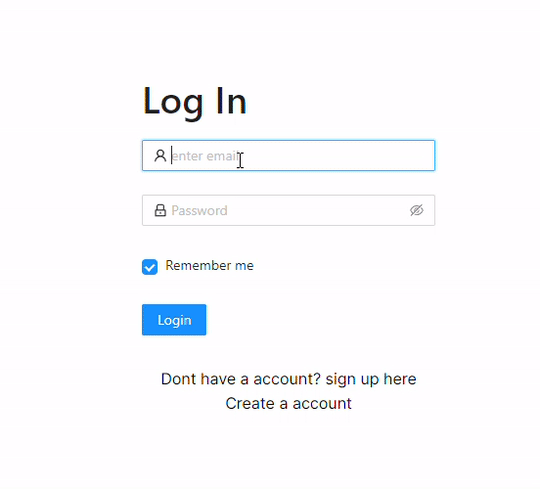 Log In
enter email
Password
Remember me
Login
Dont have a account? sign up here
Create a account